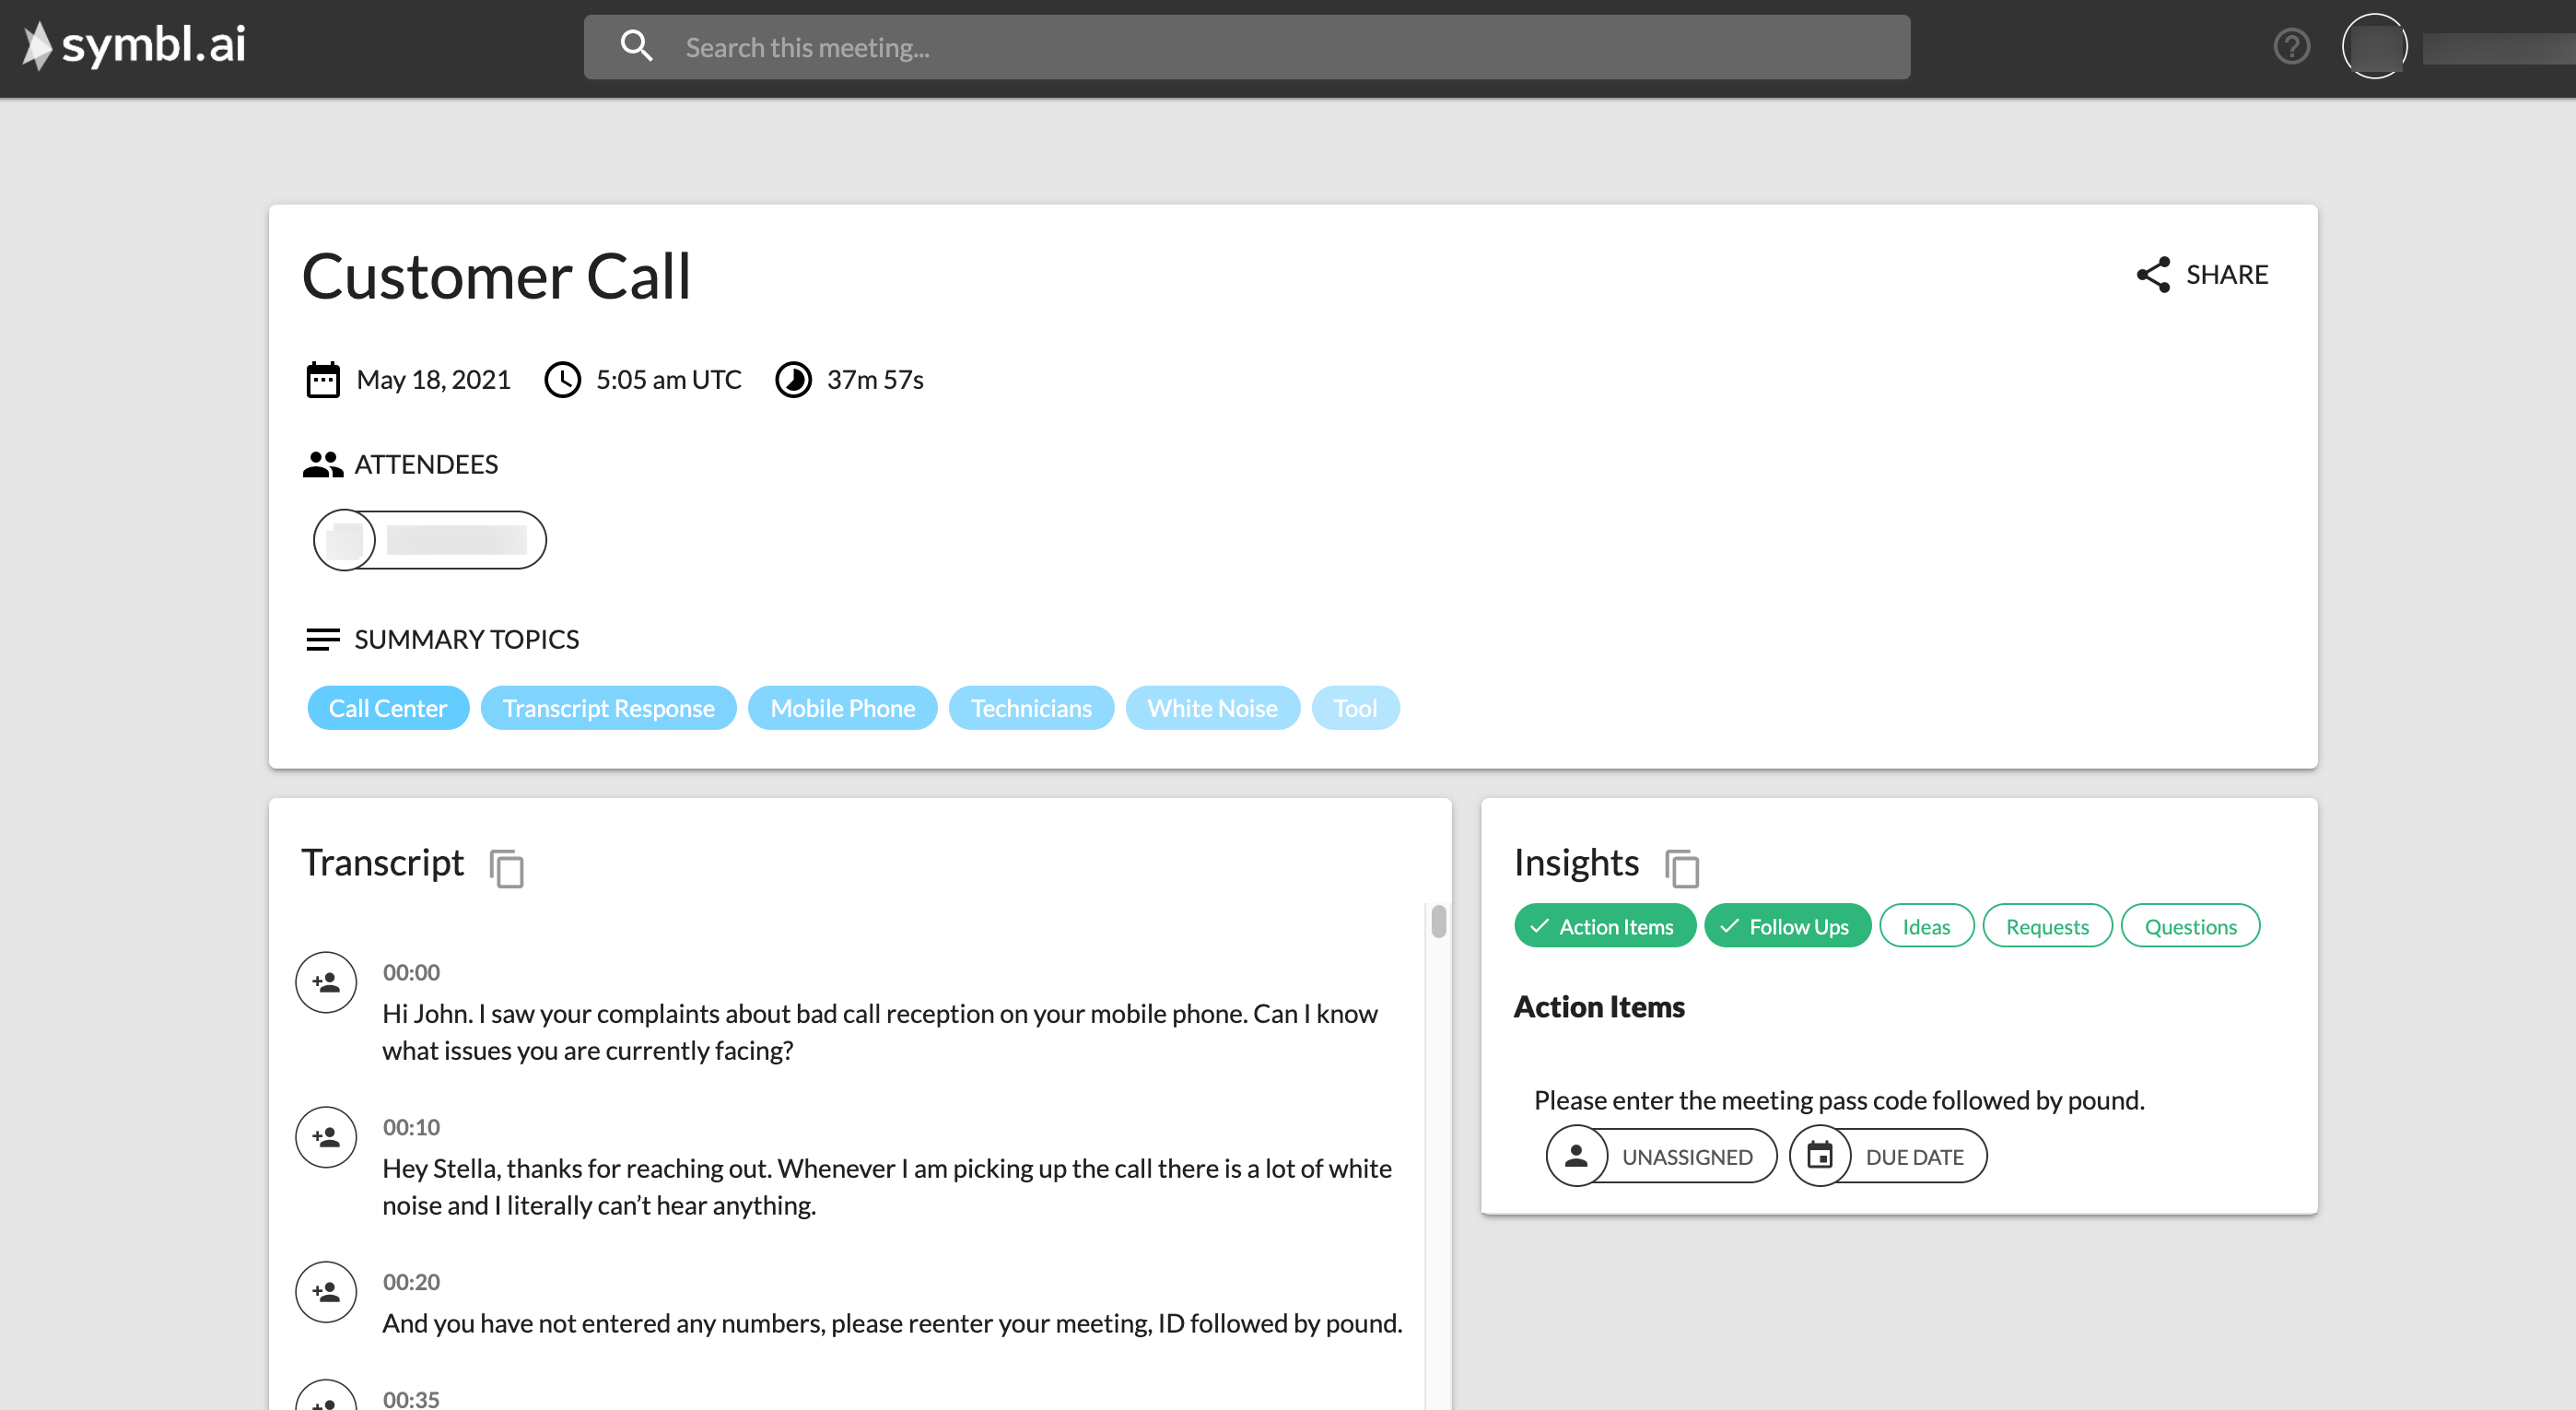 symbl.ai
Search this meeting...
Customer Call
SHARE
May 18, 2021
5:05 am UTC
37m 57s
ATTENDEES
SUMMARY TOPICS
Call Center
Transcript Response
Mobile Phone
Technicians
White Noise
Tool
Transcript
00:00
Hi John. I saw your complaints about bad call reception on your mobile phone. Can I know
what issues you are currently facing?
00:10
Hey Stella, thanks for reaching out. Whenever I am picking up the call there is a lot of white
noise and I literally can’t hear anything.
00:20
And you have not entered any numbers, please reenter your meeting, ID followed by pound.
00:35
Insights
Action Items
Follow Ups
Ideas
Requests
Questions
Action Items
Please enter the meeting pass code followed by pound.
UNASSIGNED
DUE DATE